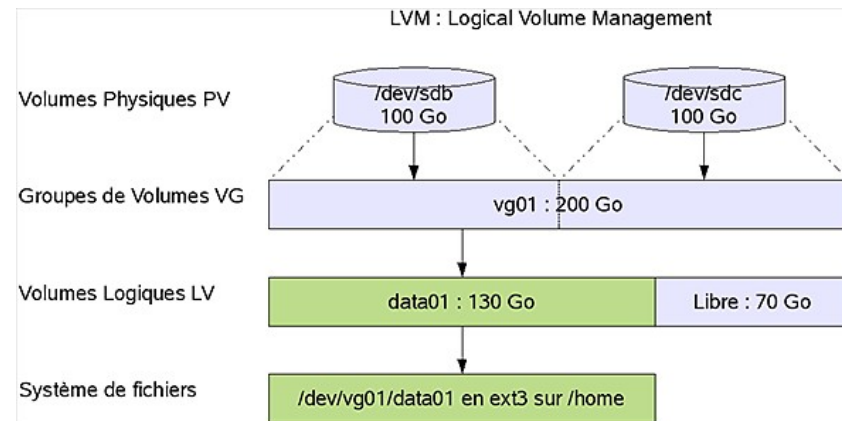 LVM : Logical Volume Management
Volumes Physiques PV
/dev/sdb
100 Go
/dev/sdc
100 Go
Groupes de Volumes VG
vg01 : 200 Go
Volumes Logiques LV
data01 : 130 Go
Libre : 70 Go
Système de fichiers
/dev/vg01/data01 en ext3 sur /home